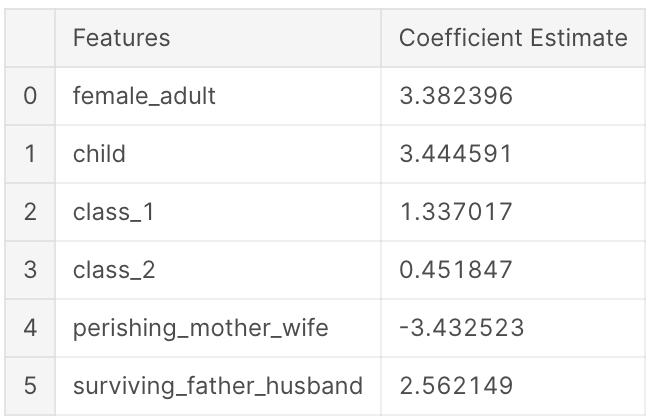 Features Coefficient Estimate
0 female_adult 3.382396
1 child 3.444591
2 class_1 1.337017
3 class_2 0.451847
4 perishing_mother_wife -3.432523
5 surviving_father_husband 2.562149